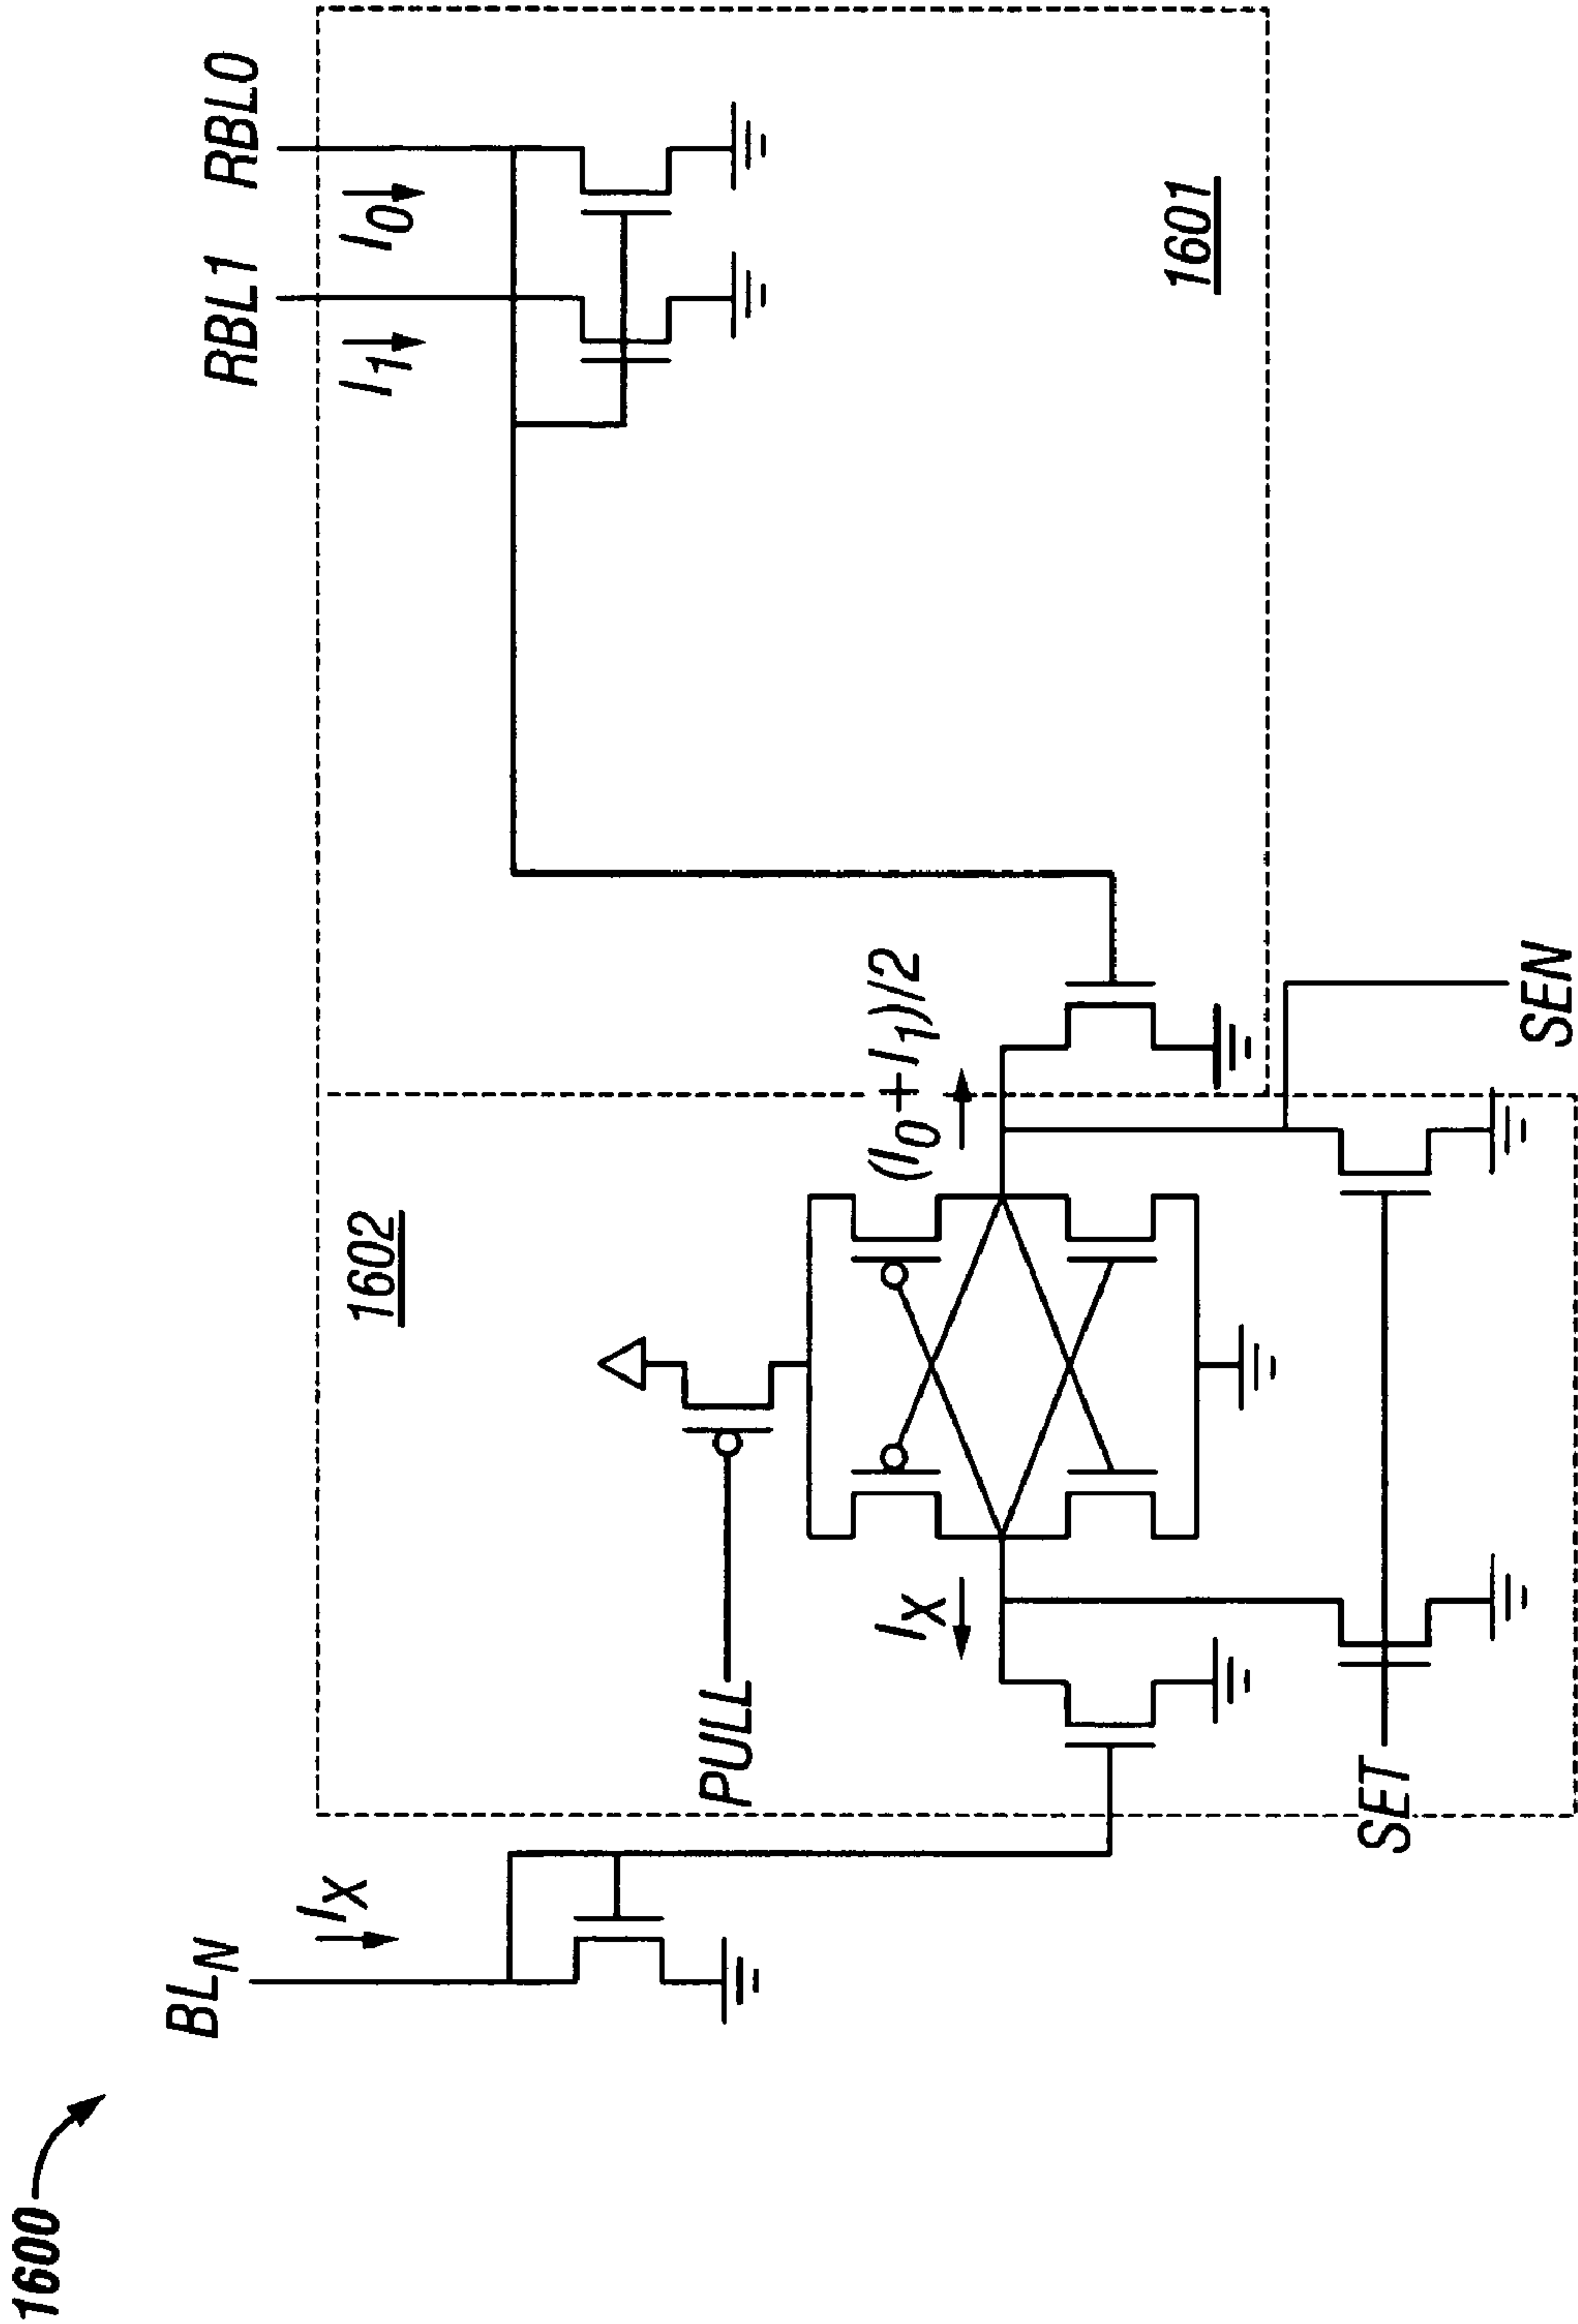 1600
BL_N
I_X
RBL1
RBL0
I_1
I_0
1602
PULL
I_X
(I_0+I_1)/2
1601
SET
SEN